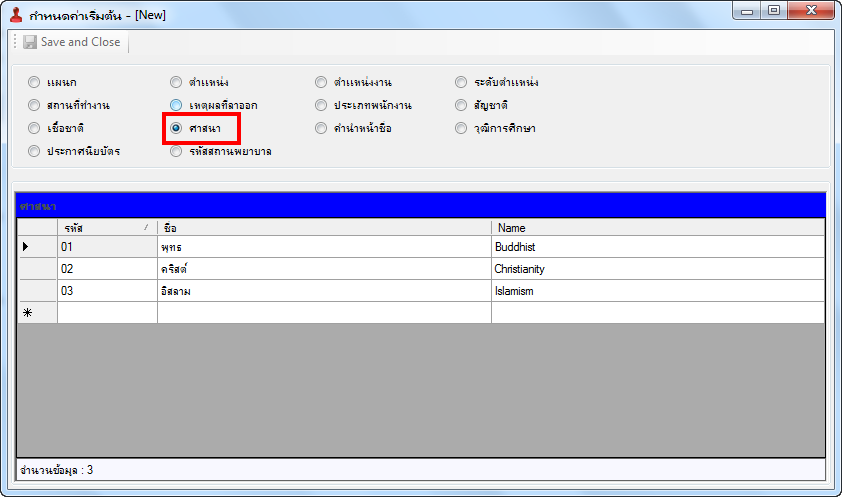 กำหนดค่าเริ่มต้น - [New]
Save and Close
แผนก ตำแหน่ง ตำแหน่งงาน ระดับตำแหน่ง
สถานที่ทำงาน เหตุผลที่ลาออก ประเภทพนักงาน สัญชาติ
เชื้อชาติ ศาสนา คำนำหน้าชื่อ วุฒิการศึกษา
ประกาศนียบัตร รหัสสถานพยาบาล
ศาสนา
รหัส ชื่อ Name
01 พุทธ Buddhist
02 คริสต์ Christianity
03 อิสลาม Islamism
จำนวนข้อมูล : 3